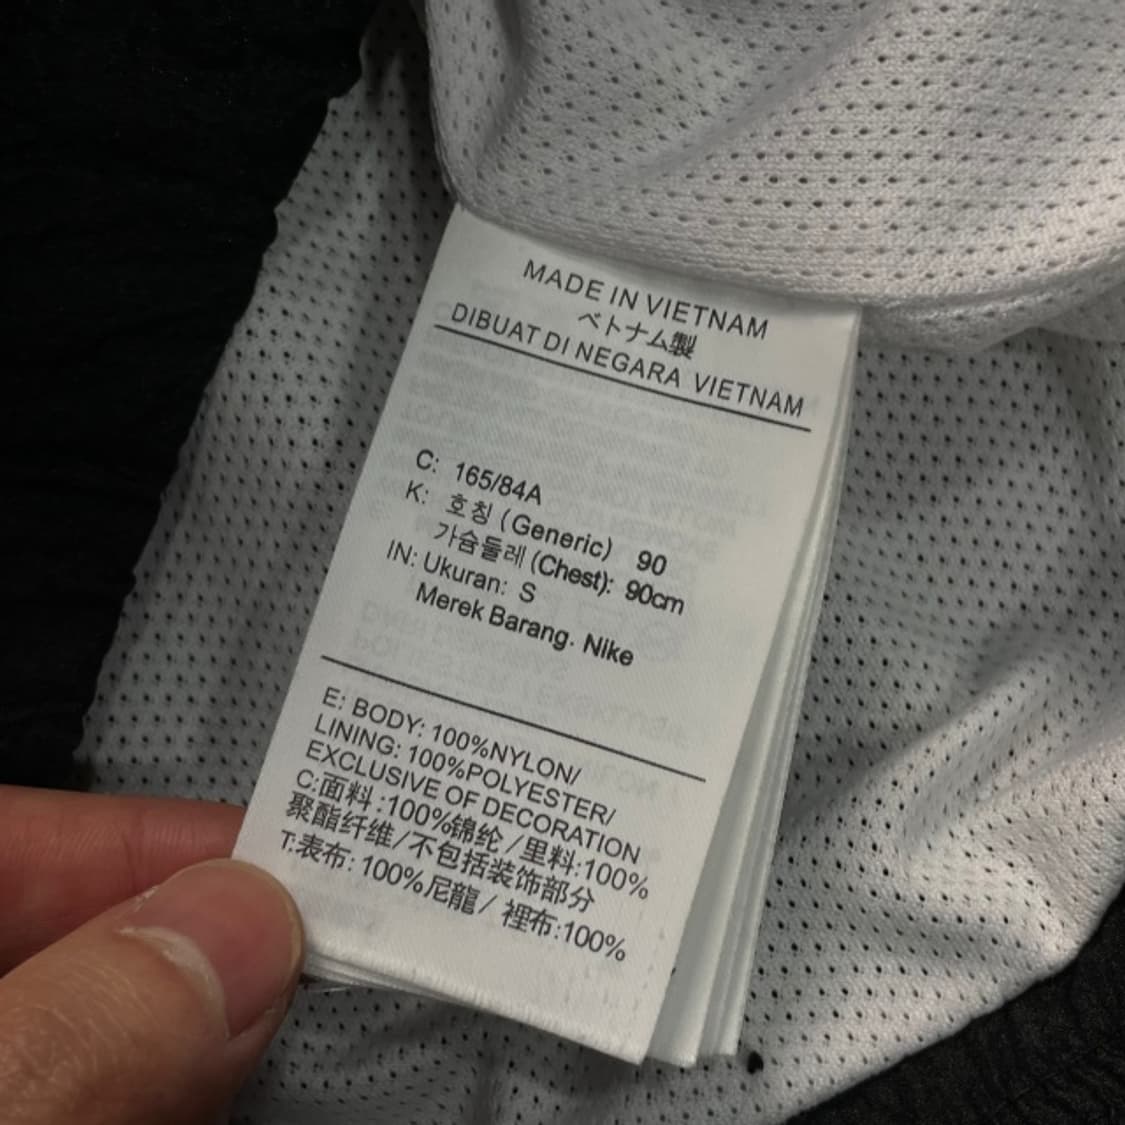 MADE IN VIETNAM
ベトナム製
DIBUAT DI NEGARA VIETNAM
C: 165/84A
K: 호칭 (Generic) 90
가슴둘레 (Chest): 90cm
IN: Ukuran: S
Merek Barang. Nike
E: BODY: 100%NYLON/
LINING: 100%POLYESTER/
EXCLUSIVE OF DECORATION
C:面料:100%锦纶/里料:100%
聚酯纤维/不包括装饰部分
T:表布:100%尼龍/裡布:100%